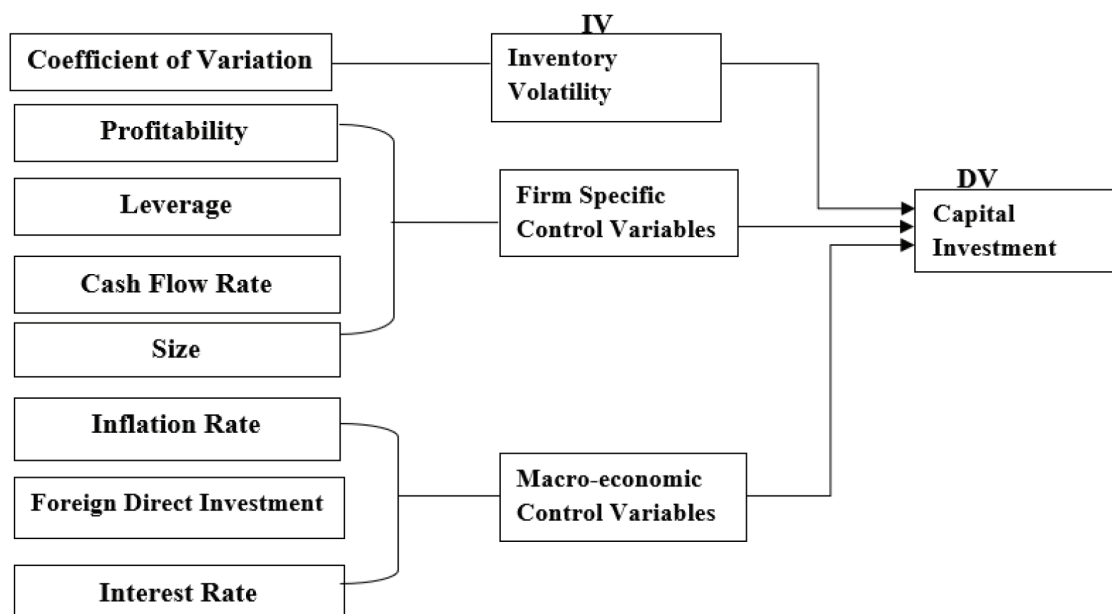 Coefficient of Variation
Profitability
Leverage
Cash Flow Rate
Size
Inflation Rate
Foreign Direct Investment
Interest Rate
IV
Inventory
Volatility
Firm Specific
Control Variables
Macro-economic
Control Variables
DV
Capital
Investment